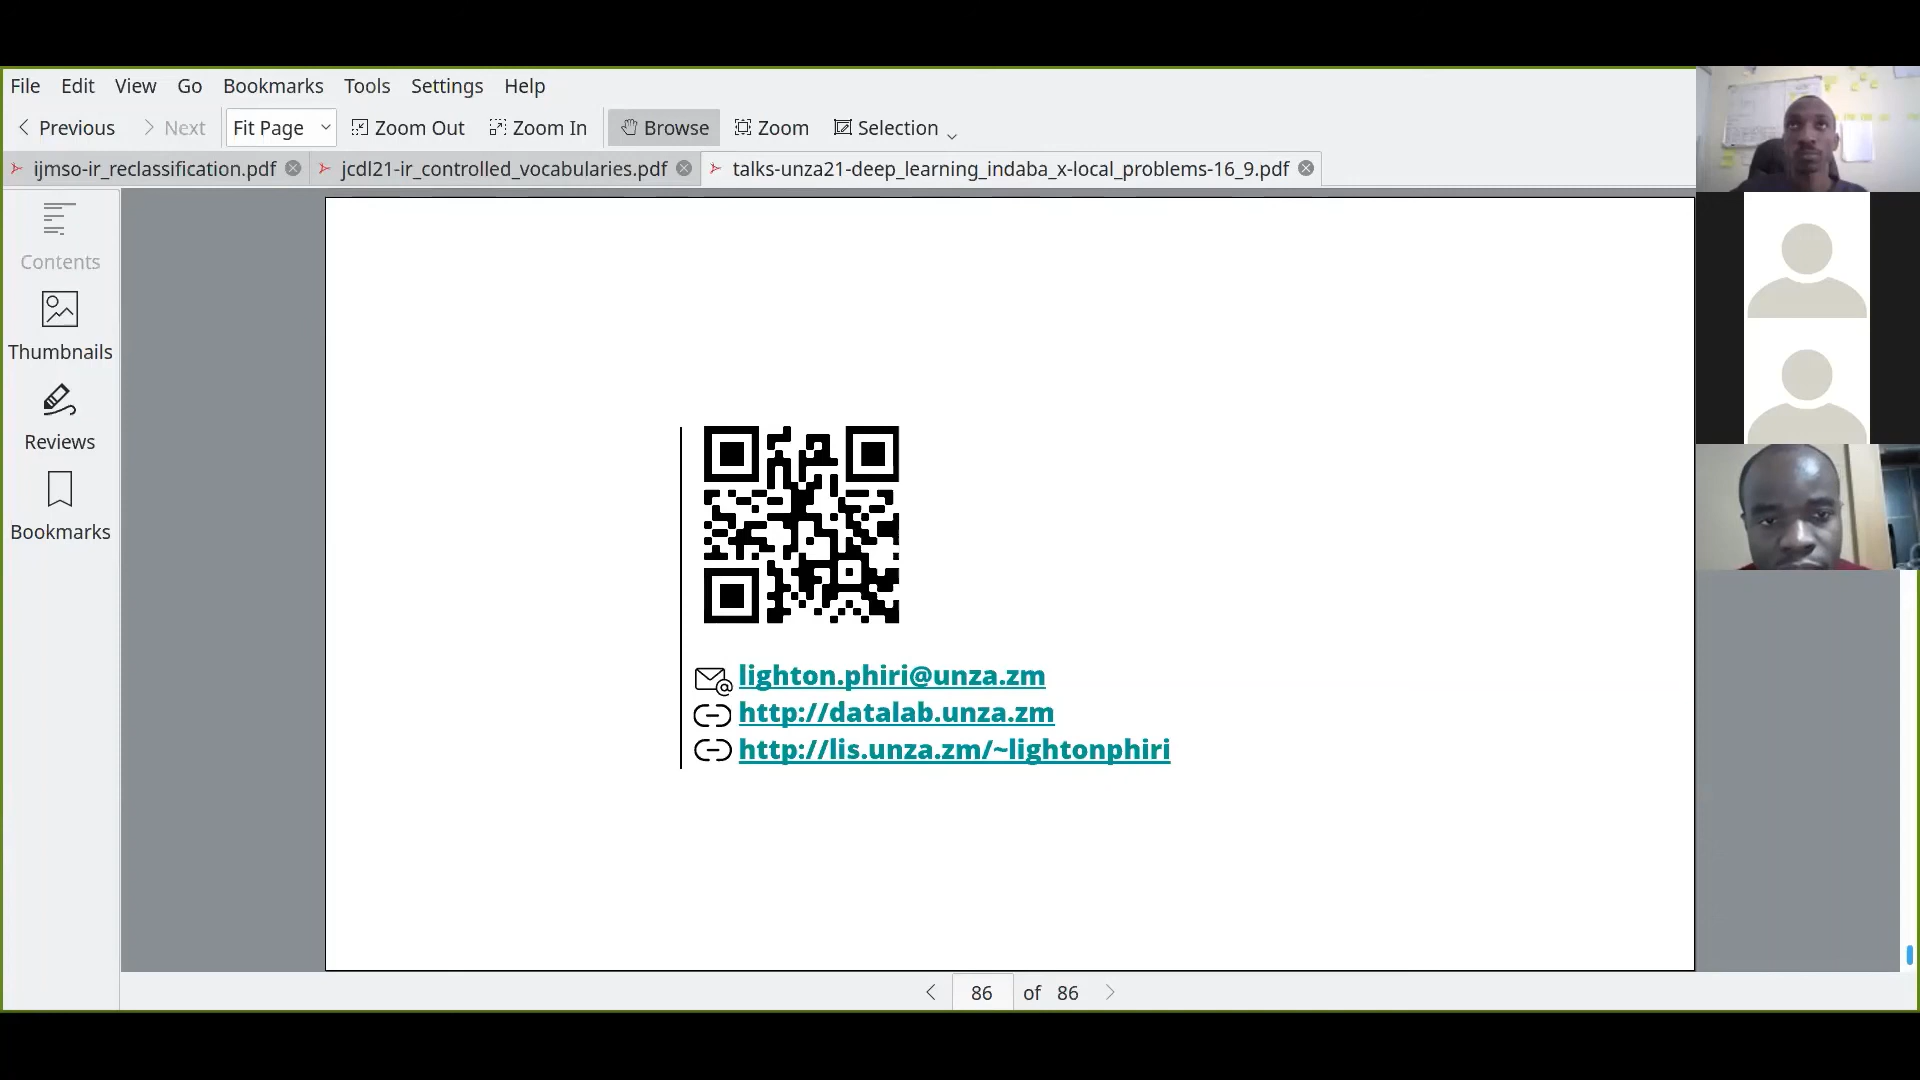 File Edit View Go Bookmarks Tools Settings Help
Previous Next Fit Page Zoom Out Zoom In Browse Zoom Selection
ijmso-ir_reclassification.pdf jcdl21-ir_controlled_vocabularies.pdf talks-unza21-deep_learning_indaba_x-local_problems-16_9.pdf
Contents
Thumbnails
Reviews
Bookmarks
lighton.phiri@unza.zm
http://datalab.unza.zm
http://lis.unza.zm/~lightonphiri
86 of 86